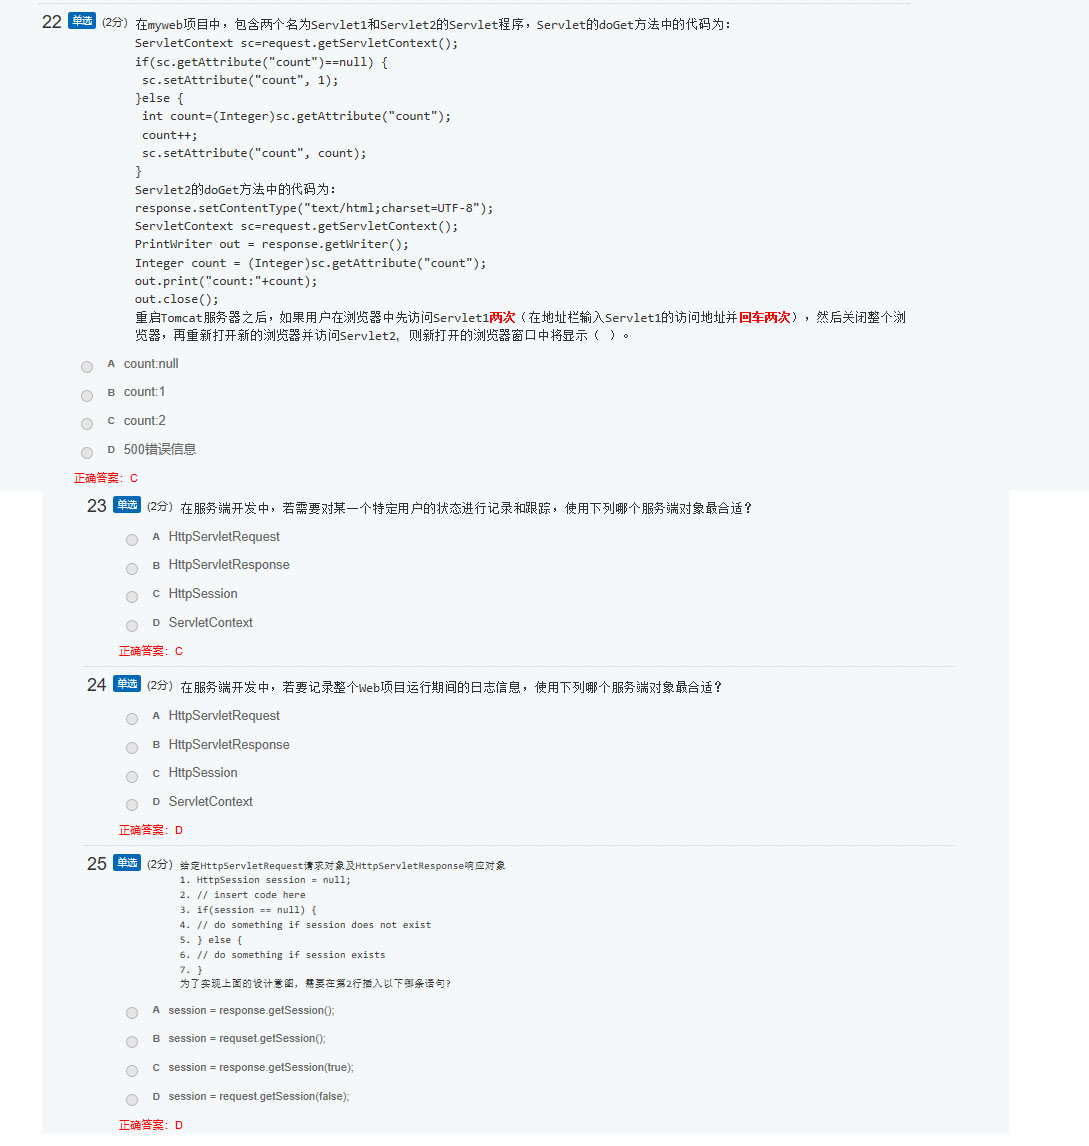 22 单选 (2分) 在myweb项目中，包含两个名为Servlet1和Servlet2的Servlet程序，Servlet的doGet方法中的代码为：
ServletContext sc=request.getServletContext();
if(sc.getAttribute("count")==null) {
sc.setAttribute("count", 1);
}else {
int count=(Integer)sc.getAttribute("count");
count++;
sc.setAttribute("count", count);
}
Servlet2的doGet方法中的代码为：
response.setContentType("text/html;charset=UTF-8");
ServletContext sc=request.getServletContext();
PrintWriter out = response.getWriter();
Integer count = (Integer)sc.getAttribute("count");
out.print("count:"+count);
out.close();
重启Tomcat服务器之后，如果用户在浏览器中先访问Servlet1两次（在地址栏输入Servlet1的访问地址并回车两次），然后关闭整个浏
览器，再重新打开新的浏览器并访问Servlet2, 则新打开的浏览器窗口中将显示（ ）。
A count:null
B count:1
C count:2
D 500错误信息
正确答案：C
23 单选 (2分) 在服务端开发中，若需要对某一个特定用户的状态进行记录和跟踪，使用下列哪个服务端对象最合适？
A HttpServletRequest
B HttpServletResponse
C HttpSession
D ServletContext
正确答案：C
24 单选 (2分) 在服务端开发中，若要记录整个Web项目运行期间的日志信息，使用下列哪个服务端对象最合适？
A HttpServletRequest
B HttpServletResponse
C HttpSession
D ServletContext
正确答案：D
25 单选 (2分) 给定HttpServletRequest请求对象及HttpServletResponse响应对象
1. HttpSession session = null;
2. // insert code here
3. if(session == null) {
4. // do something if session does not exist
5. } else {
6. // do something if session exists
7. }
为了实现上面的设计意图，需要在第2行插入以下哪条语句?
A session = response.getSession();
B session = requset.getSession();
C session = response.getSession(true);
D session = request.getSession(false);
正确答案：D